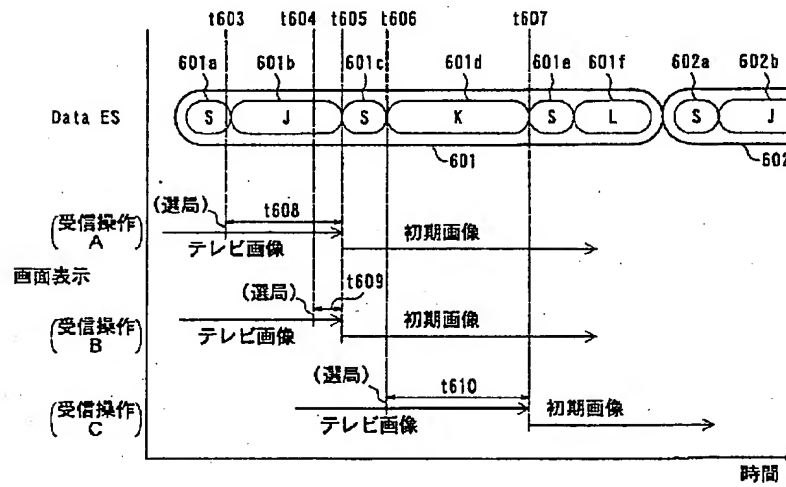 t603 t604 t605 t606 t607
601a 601b 601c 601d 601e 601f 602a 602b
Data ES S J S K S L S J
601 602
(選局) t608
(受信操作A) テレビ画像 初期画像
画面表示
(選局) t609
(受信操作B) テレビ画像 初期画像
(選局) t610
(受信操作C) テレビ画像 初期画像
時間